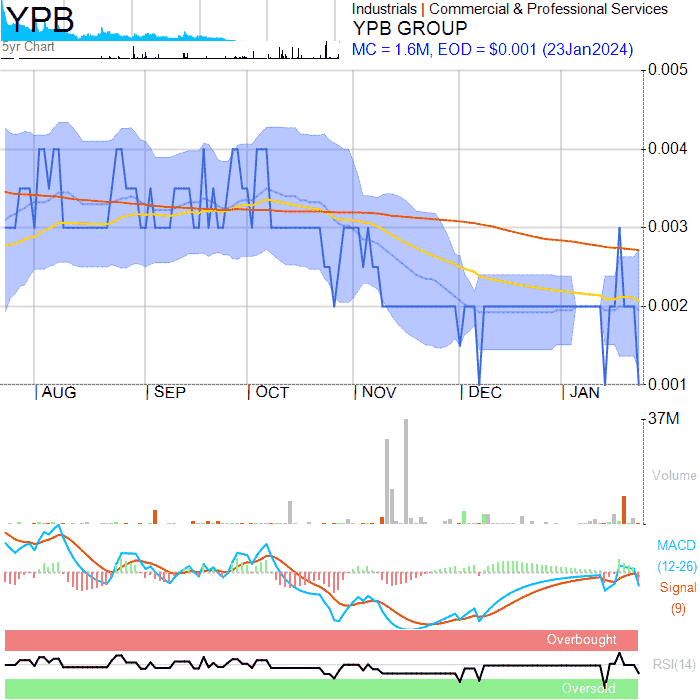 YPB
5yr Chart
Industrials | Commercial & Professional Services
YPB GROUP
MC = 1.6M, EOD = $0.001 (23Jan2024)
0.005
0.004
0.003
0.002
0.001
| AUG | SEP | OCT | NOV | DEC | JAN
37M
Volume
MACD
(12-26)
Signal
(9)
Overbought
RSI(14)
Oversold